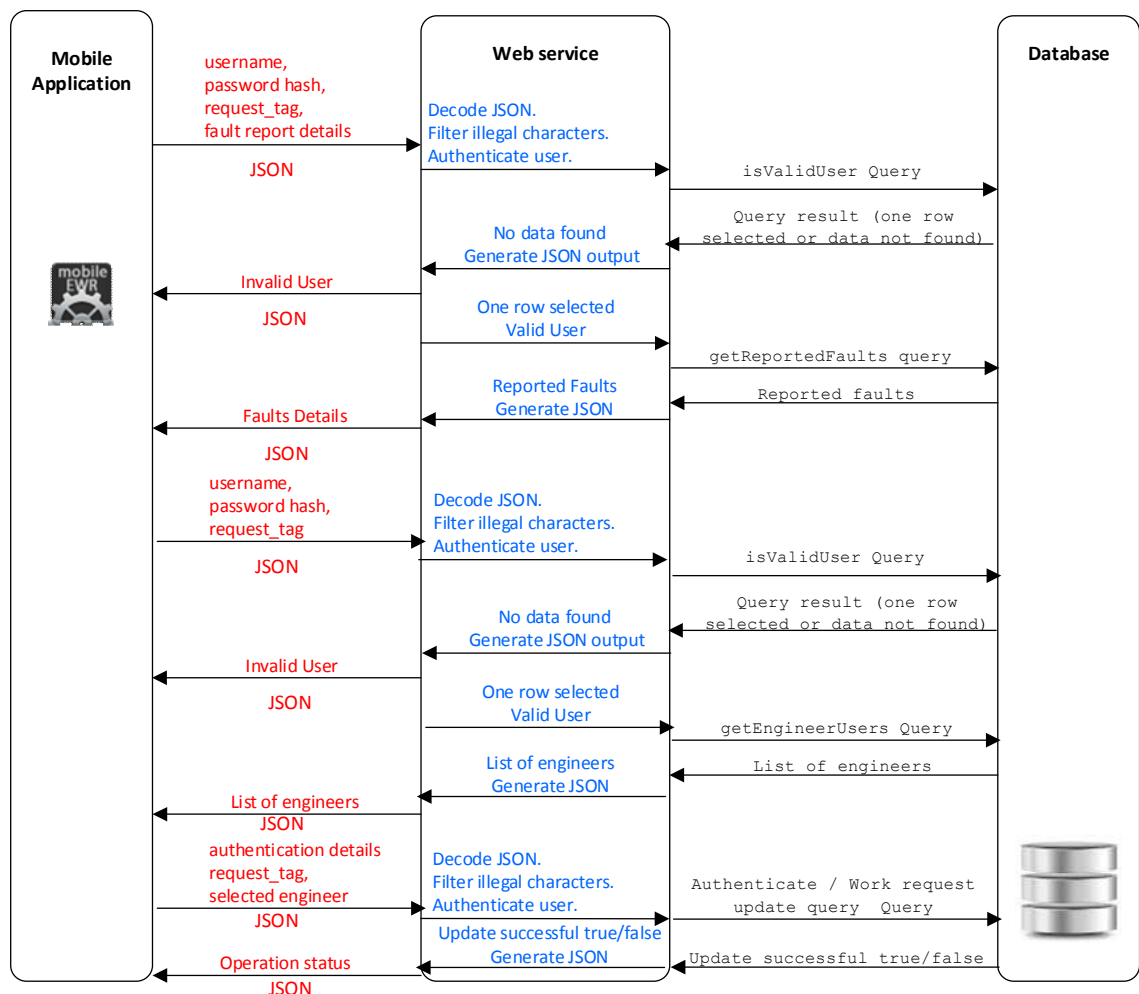 Mobile
Application
Web service
Database
username,
password hash,
request_tag,
fault report details
JSON
Decode JSON.
Filter illegal characters.
Authenticate user.
isValidUser Query
Query result (one row
selected or data not found)
No data found
Generate JSON output
mobile
EWR
Invalid User
JSON
One row selected
Valid User
getReportedFaults query
Reported Faults
Generate JSON
Reported faults
Faults Details
JSON
username,
password hash,
request_tag
JSON
Decode JSON.
Filter illegal characters.
Authenticate user.
isValidUser Query
Query result (one row
selected or data not found)
No data found
Generate JSON output
Invalid User
JSON
One row selected
Valid User
getEngineerUsers Query
List of engineers
Generate JSON
List of engineers
List of engineers
JSON
authentication details
request_tag,
selected engineer
JSON
Decode JSON.
Filter illegal characters.
Authenticate user.
Authenticate / Work request
update query  Query
Update successful true/false
Generate JSON
Update successful true/false
Operation status
JSON